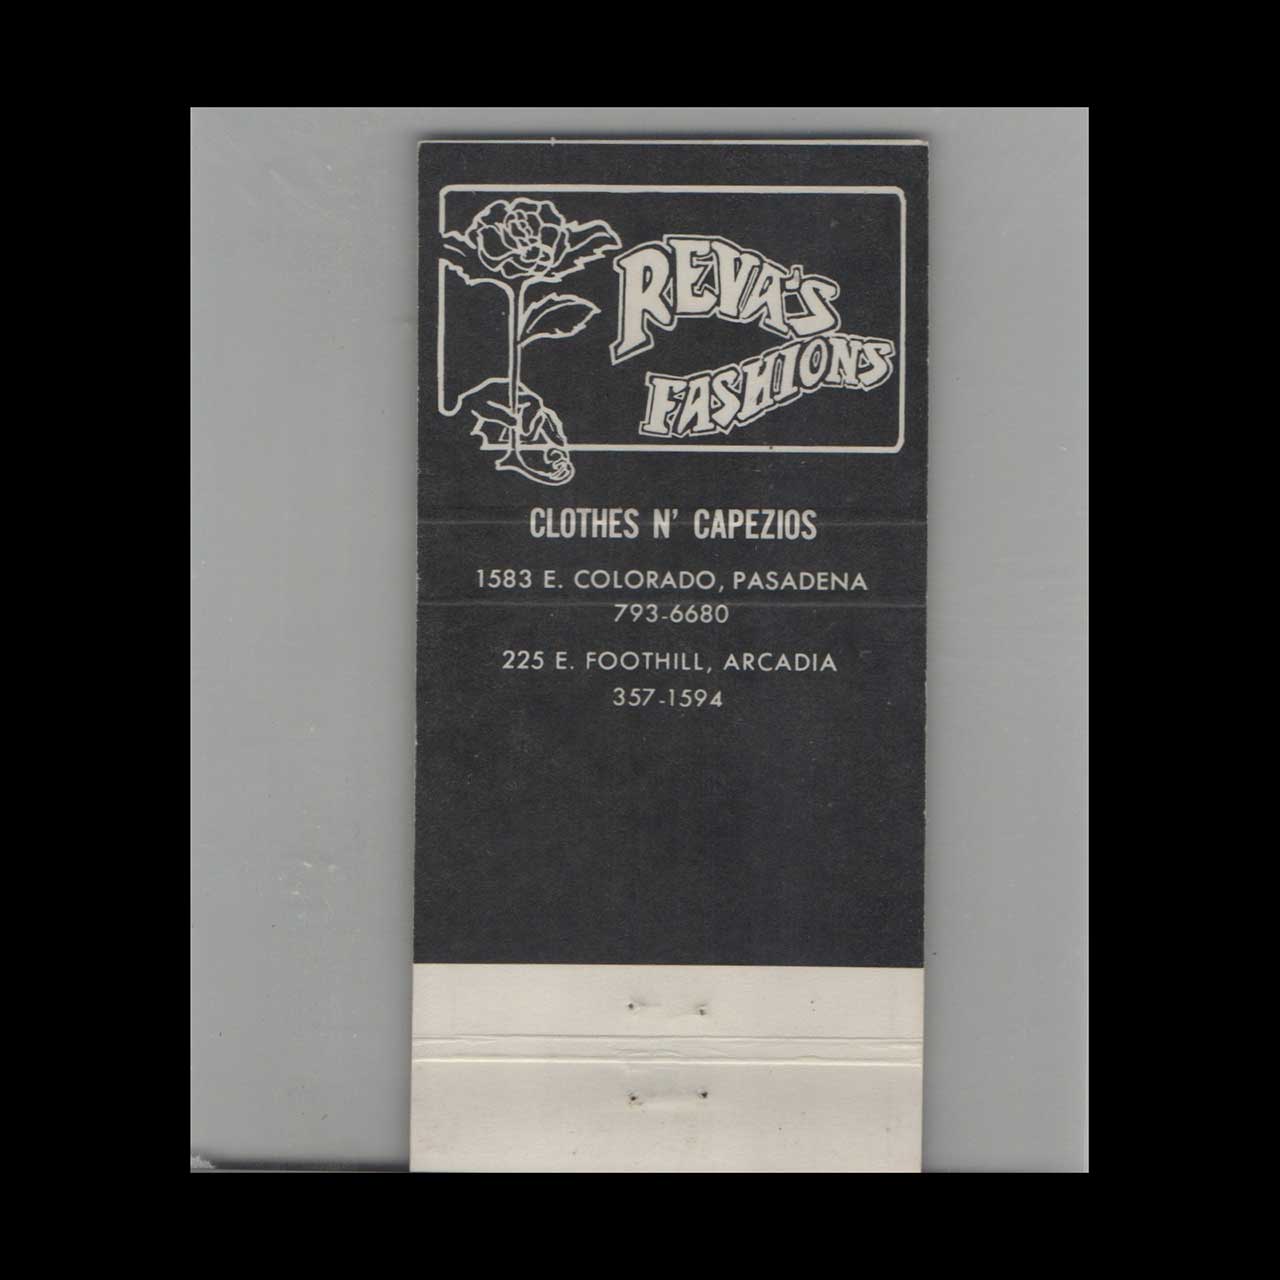 REVA'S
FASHIONS
CLOTHES N' CAPEZIOS
1583 E. COLORADO, PASADENA
793-6680
225 E. FOOTHILL, ARCADIA
357-1594